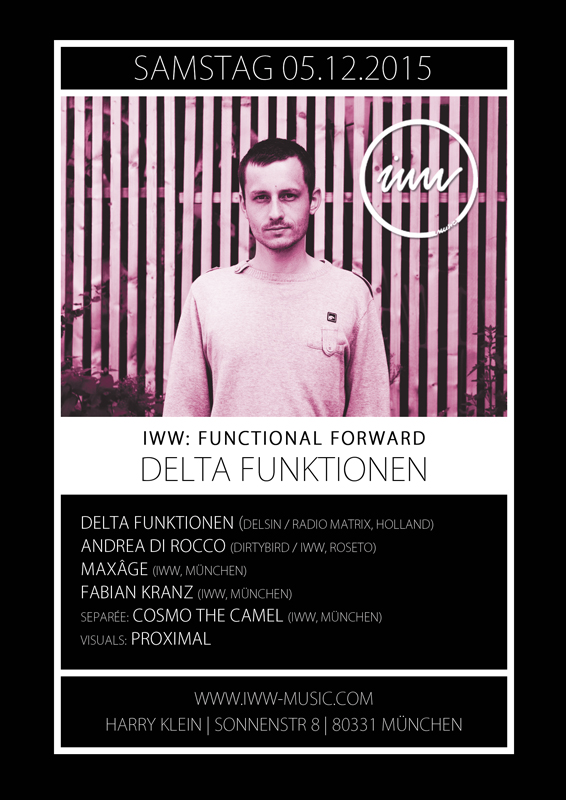 SAMSTAG 05.12.2015
iww
music
IWW: FUNCTIONAL FORWARD
DELTA FUNKTIONEN
DELTA FUNKTIONEN (DELSIN / RADIO MATRIX, HOLLAND)
ANDREA DI ROCCO (DIRTYBIRD / IWW, ROSETO)
MAXÂGE (IWW, MÜNCHEN)
FABIAN KRANZ (IWW, MÜNCHEN)
SEPARÉE: COSMO THE CAMEL (IWW, MÜNCHEN)
VISUALS: PROXIMAL
WWW.IWW-MUSIC.COM
HARRY KLEIN | SONNENSTR 8 | 80331 MÜNCHEN